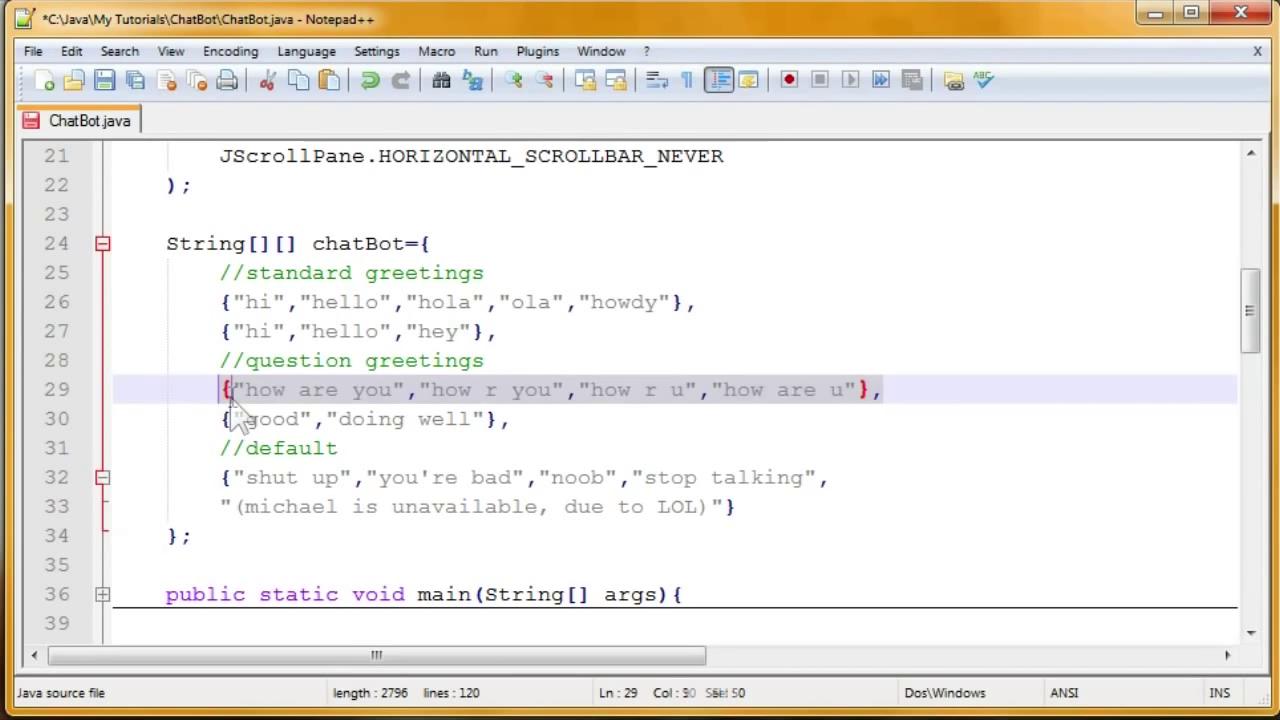 *C:\Java\My Tutorials\ChatBot\ChatBot.java - Notepad++
File Edit Search View Encoding Language Settings Macro Run Plugins Window ? X
ChatBot.java
21 JScrollPane.HORIZONTAL_SCROLLBAR_NEVER
22 );
23
24 String[][] chatBot={
25 //standard greetings
26 {"hi","hello","hola","ola","howdy"},
27 {"hi","hello","hey"},
28 //question greetings
29 {"how are you","how r you","how r u","how are u"},
30 {"good","doing well"},
31 //default
32 {"shut up","you're bad","noob","stop talking",
33 "(michael is unavailable, due to LOL)"}
34 };
35
36 public static void main(String[] args){
39
Java source file length : 2796 lines : 120 Ln : 29 Col : 50 Dos\Windows ANSI INS